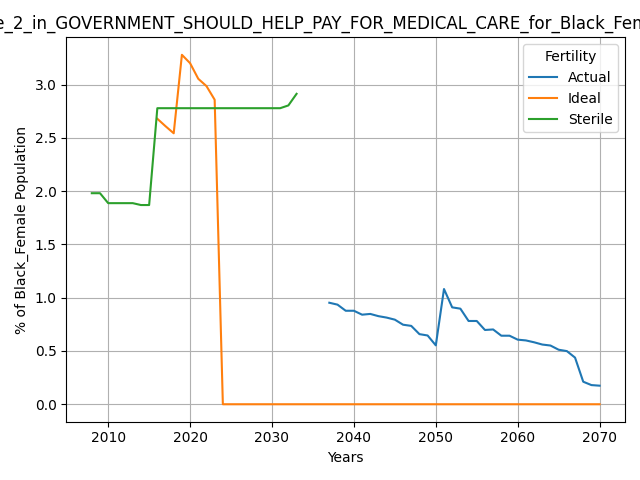 e_2_in_GOVERNMENT_SHOULD_HELP_PAY_FOR_MEDICAL_CARE_for_Black_Fem
Fertility
Actual
Ideal
Sterile
% of Black_Female Population
3.0
2.5
2.0
1.5
1.0
0.5
0.0
2010 2020 2030 2040 2050 2060 2070
Years